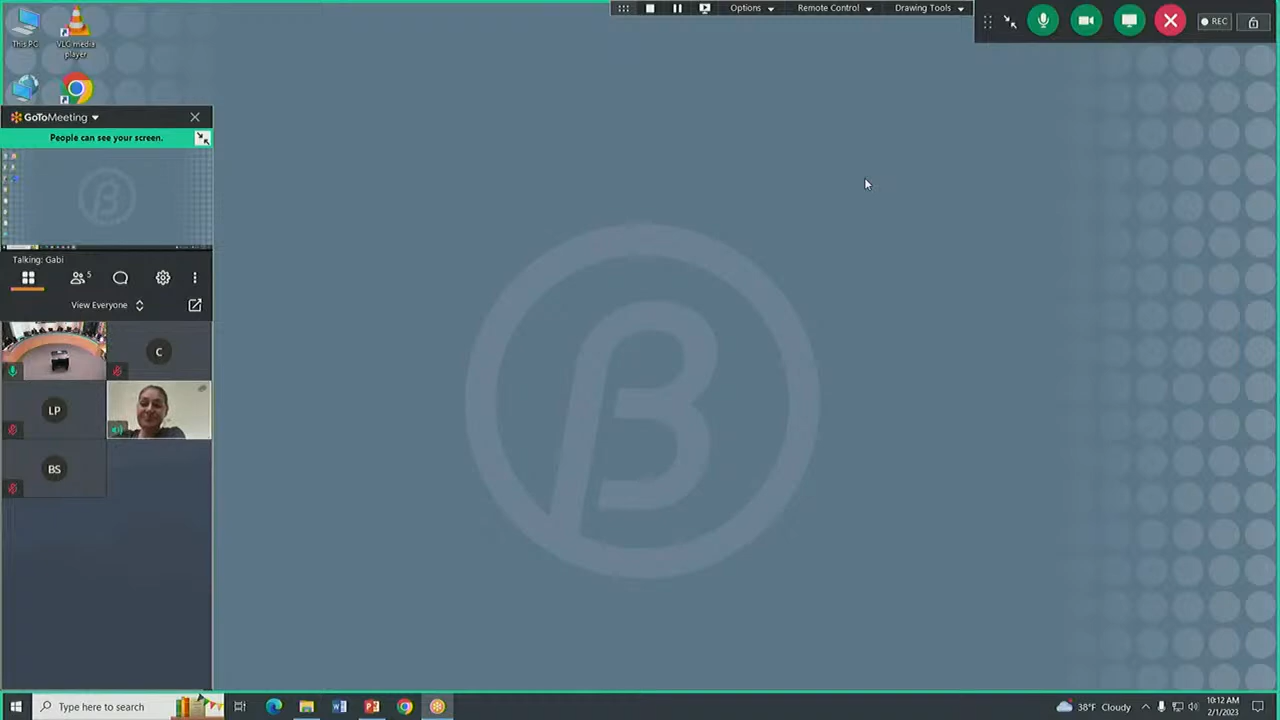 Options
Remote Control
Drawing Tools
REC
This PC
VLC media
player
GoToMeeting
People can see your screen.
Talking: Gabi
5
View Everyone
C
LP
BS
β
Type here to search
38°F Cloudy
10:12 AM
2/1/2023